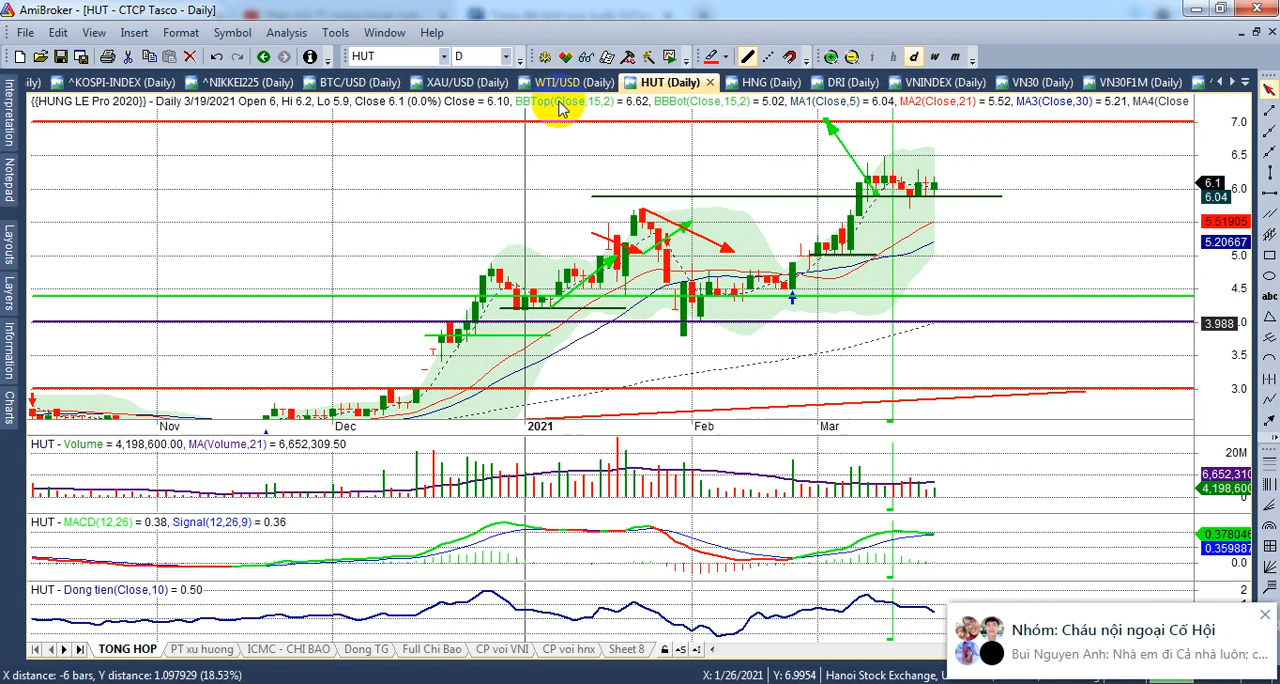 AmiBroker - [HUT - CTCP Tasco - Daily]
File Edit View Insert Format Symbol Analysis Tools Window Help
HUT D i h d w m
ily) ^KOSPI-INDEX (Daily) ^NIKKEI225 (Daily) BTC/USD (Daily) XAU/USD (Daily) WTI/USD (Daily) HUT (Daily) HNG (Daily) DRI (Daily) VNINDEX (Daily) VN30 (Daily) VN30F1M (Daily)
{{HUNG LE Pro 2020}} - Daily 3/19/2021 Open 6, Hi 6.2, Lo 5.9, Close 6.1 (0.0%) Close = 6.10, BBTop(Close,15,2) = 6.62, BBBot(Close,15,2) = 5.02, MA1(Close,5) = 6.04, MA2(Close,21) = 5.52, MA3(Close,30) = 5.21, MA4(Close
Interpretation
Notepad
Layouts
Layers
Information
Charts
abc
7.0
6.5
6.1
6.0
6.04
5.51905
5.20667
5.0
4.5
3.988
3.5
3.0
Nov Dec 2021 Feb Mar
HUT - Volume = 4,198,600.00, MA(Volume,21) = 6,652,309.50
20M
6,652,310
4,198,600
0
HUT - MACD(12,26) = 0.38, Signal(12,26,9) = 0.36
0.378046
0.359887
0.0
HUT - Dong tien(Close,10) = 0.50
2
TONG HOP PT xu huong ICMF - CHI BAO Dong TG Full Chi Bao CP voi VNI CP voi hnx Sheet 8
Nhóm: Cháu nội ngoại Cố Hội
Bui Nguyen Anh: Nhà em đi Cả nhà luôn; c...
X distance: -6 bars, Y distance: 1.097929 (18.53%) X: 1/26/2021 Y: 6.9954 Hanoi Stock Exchange,